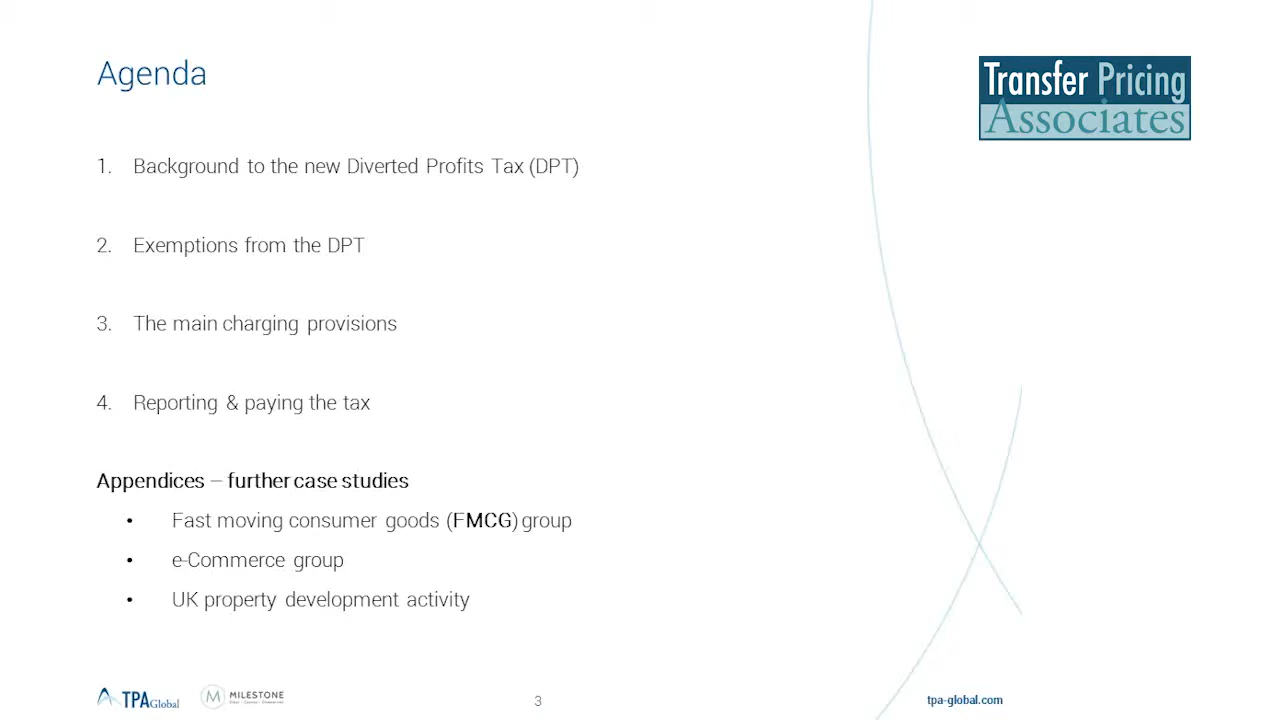 Agenda
Transfer Pricing
Associates
1. Background to the new Diverted Profits Tax (DPT)
2. Exemptions from the DPT
3. The main charging provisions
4. Reporting & paying the tax
Appendices – further case studies
• Fast moving consumer goods (FMCG) group
• e-Commerce group
• UK property development activity
TPA Global
M MILESTONE
3
tpa-global.com